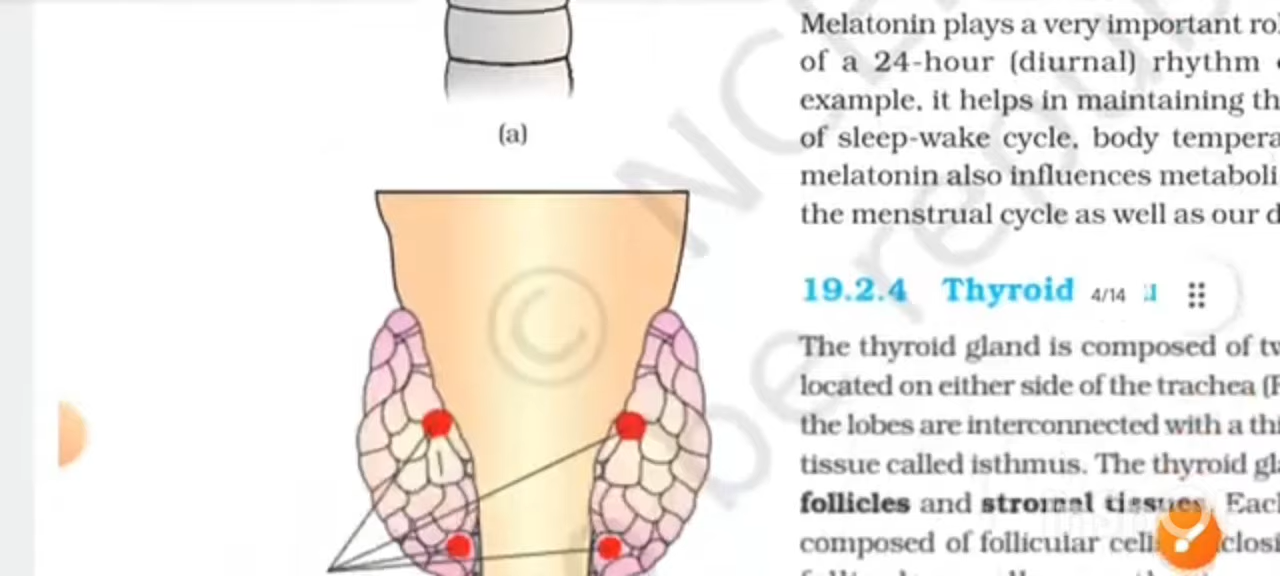 (a)
Melatonin plays a very important
of a 24-hour (diurnal) rhythm
example, it helps in maintaining
of sleep-wake cycle, body
melatonin also influences
the menstrual cycle as well as our
19.2.4 Thyroid
4/14
The thyroid gland is composed of
located on either side of the trachea
the lobes are interconnected with a
tissue called isthmus. The thyroid
follicles and stromal tissues. Each
composed of follicular
©
be